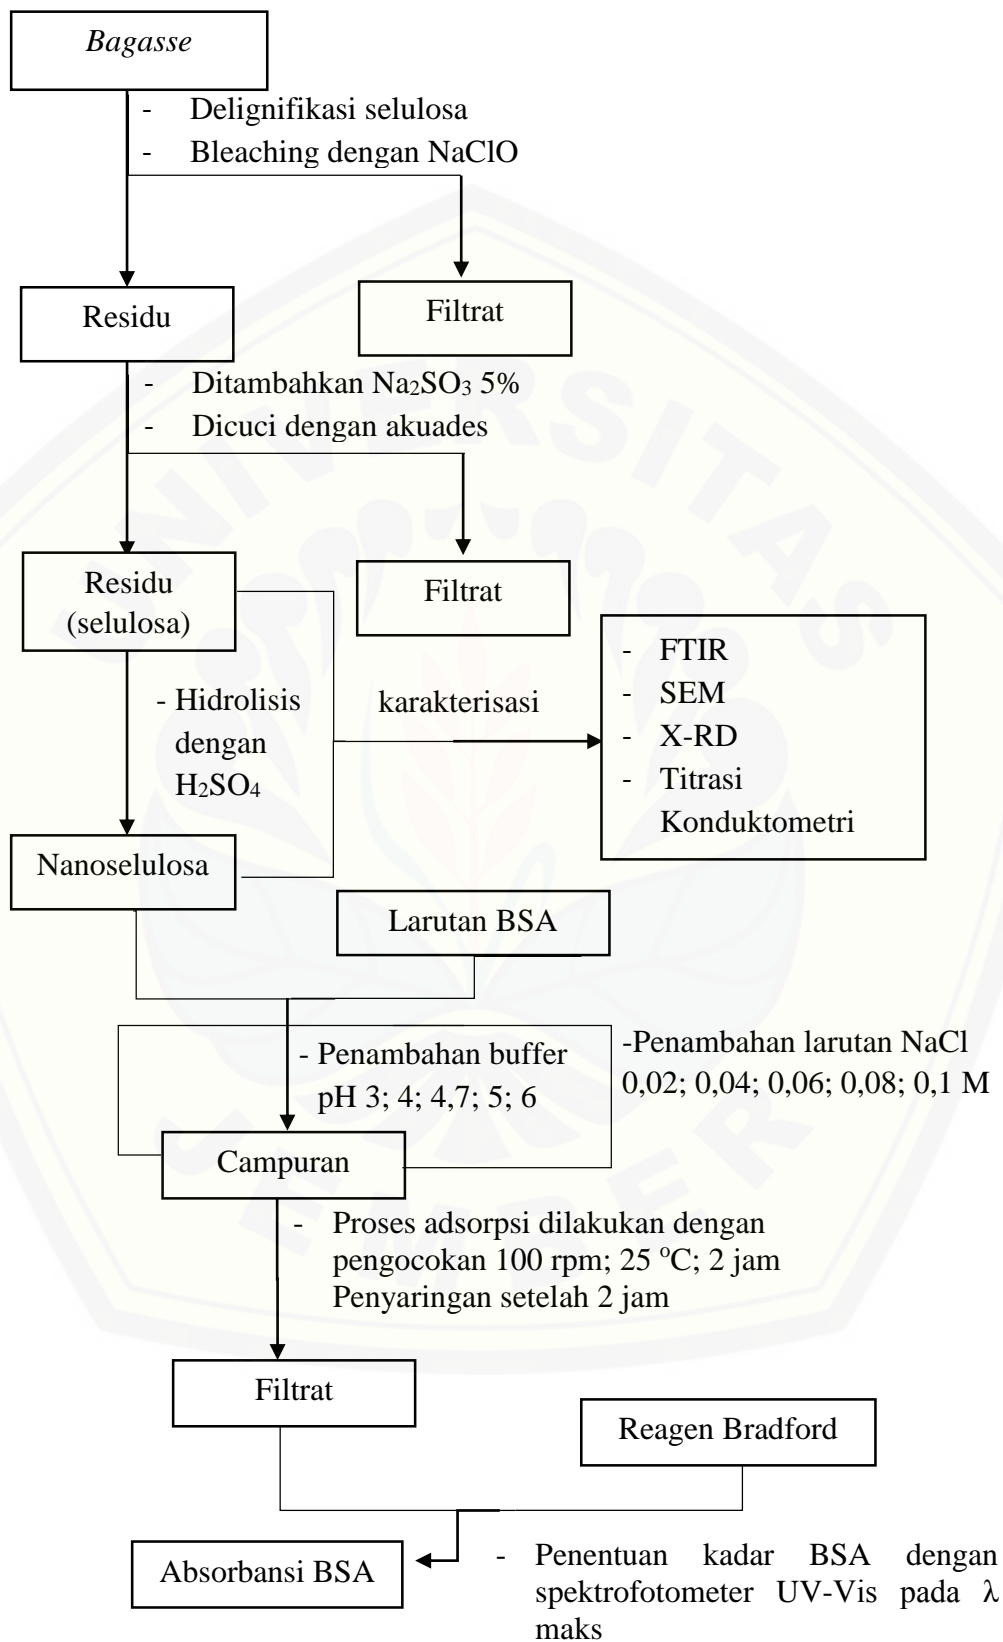 Bagasse
- Delignifikasi selulosa
- Bleaching dengan NaClO
Residu
Filtrat
- Ditambahkan Na₂SO₃ 5%
- Dicuci dengan akuades
Residu
(selulosa)
Filtrat
- Hidrolisis
dengan
H₂SO₄
karakterisasi
- FTIR
- SEM
- X-RD
- Titrasi
Konduktometri
Nanoselulosa
Larutan BSA
- Penambahan buffer
pH 3; 4; 4,7; 5; 6
-Penambahan larutan NaCl
0,02; 0,04; 0,06; 0,08; 0,1 M
Campuran
- Proses adsorpsi dilakukan dengan
pengocokan 100 rpm; 25 °C; 2 jam
Penyaringan setelah 2 jam
Filtrat
Reagen Bradford
Absorbansi BSA
- Penentuan kadar BSA dengan
spektrofotometer UV-Vis pada λ
maks
UNIVERSITAS
JEMBER